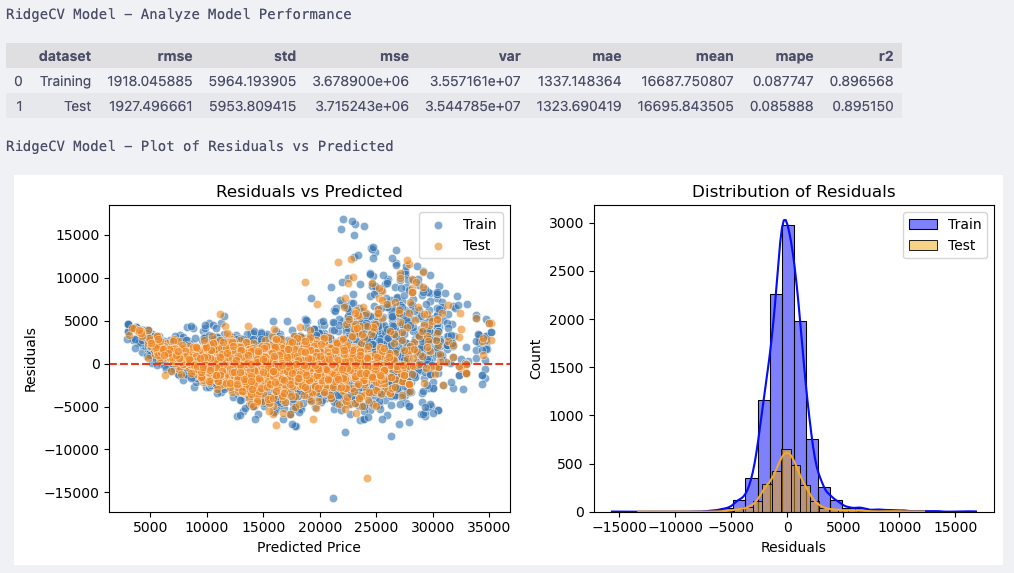 RidgeCV Model – Analyze Model Performance
dataset rmse std mse var mae mean mape r2
0 Training 1918.045885 5964.193905 3.678900e+06 3.557161e+07 1337.148364 16687.750807 0.087747 0.896568
1 Test 1927.496661 5953.809415 3.715243e+06 3.544785e+07 1323.690419 16695.843505 0.085888 0.895150
RidgeCV Model – Plot of Residuals vs Predicted
Residuals vs Predicted
Train
Test
15000
10000
5000
0
−5000
−10000
−15000
Residuals
5000 10000 15000 20000 25000 30000 35000
Predicted Price
Distribution of Residuals
Train
Test
3000
2500
2000
1500
1000
500
0
Count
−15000 −10000 −5000 0 5000 10000 15000
Residuals